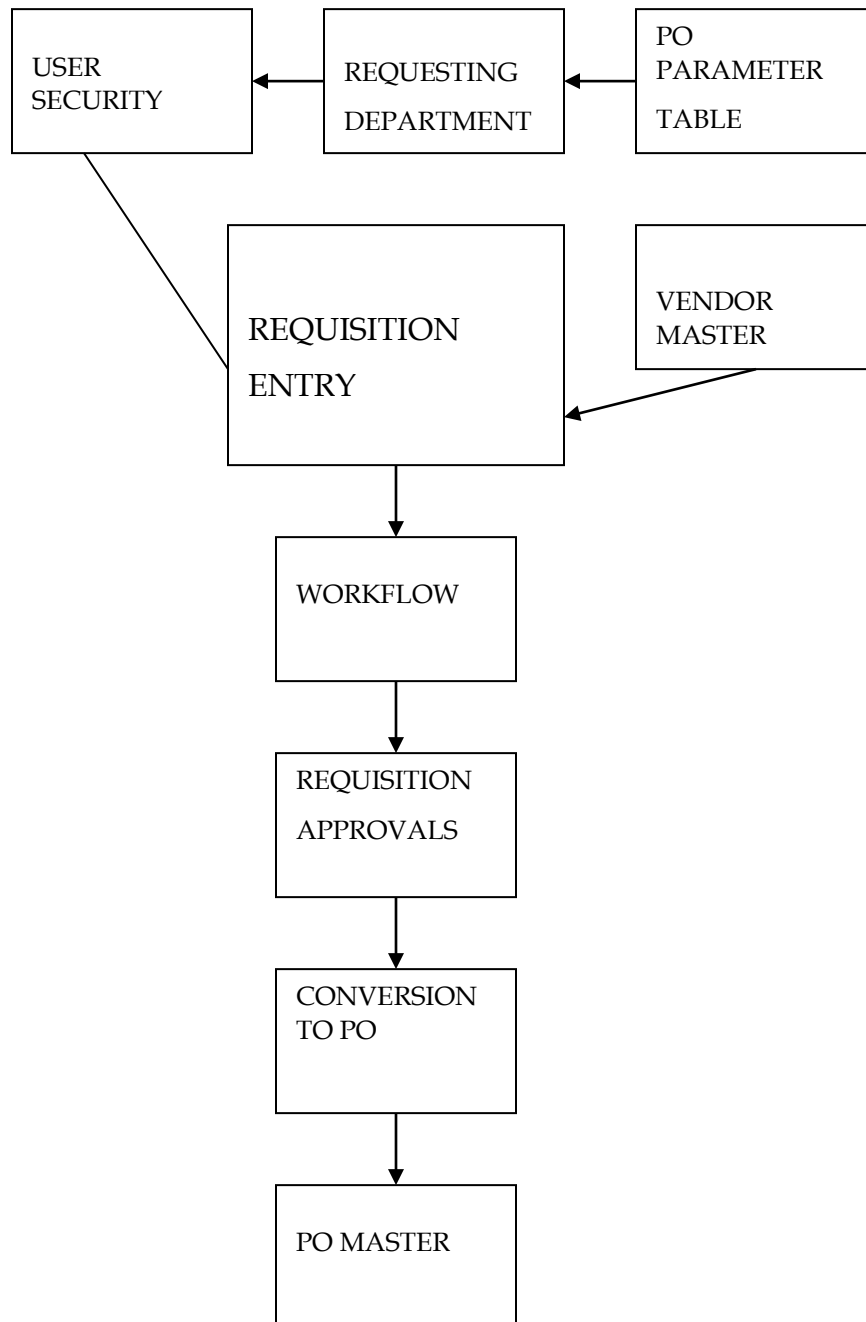 USER
SECURITY
REQUESTING
DEPARTMENT
PO
PARAMETER
TABLE
REQUISITION
ENTRY
VENDOR
MASTER
WORKFLOW
REQUISITION
APPROVALS
CONVERSION
TO PO
PO MASTER